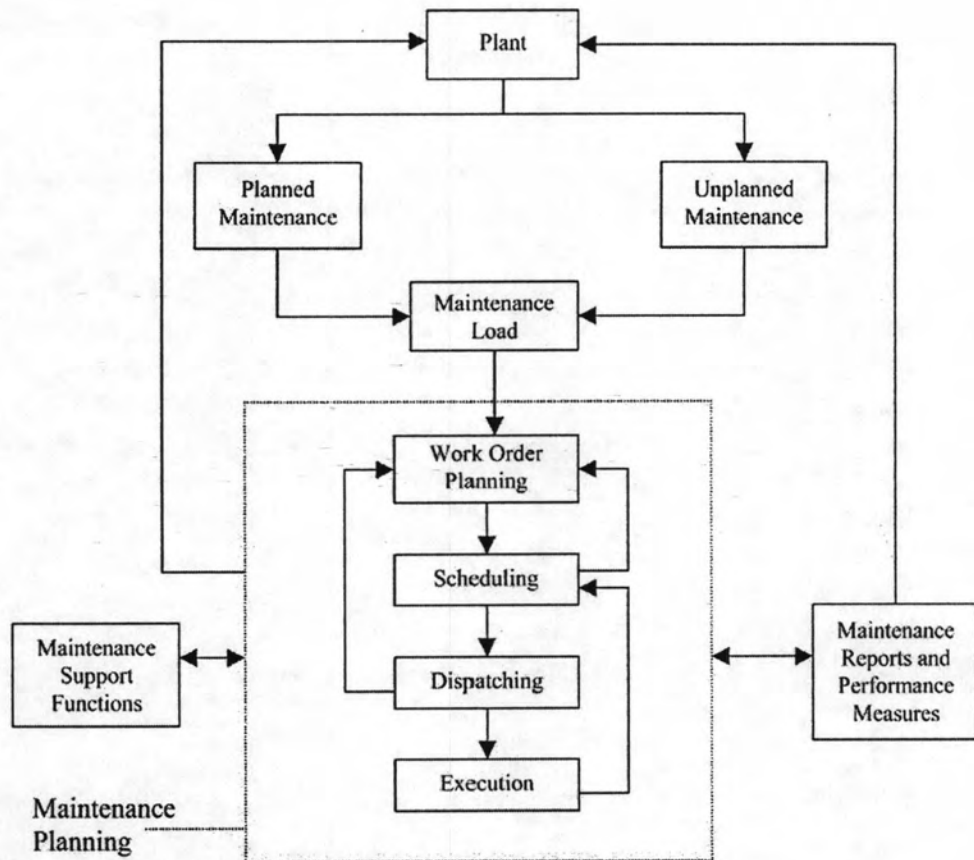 Plant
Planned
Maintenance
Unplanned
Maintenance
Maintenance
Load
Work Order
Planning
Scheduling
Maintenance
Support
Functions
Dispatching
Maintenance
Reports and
Performance
Measures
Execution
Maintenance
Planning